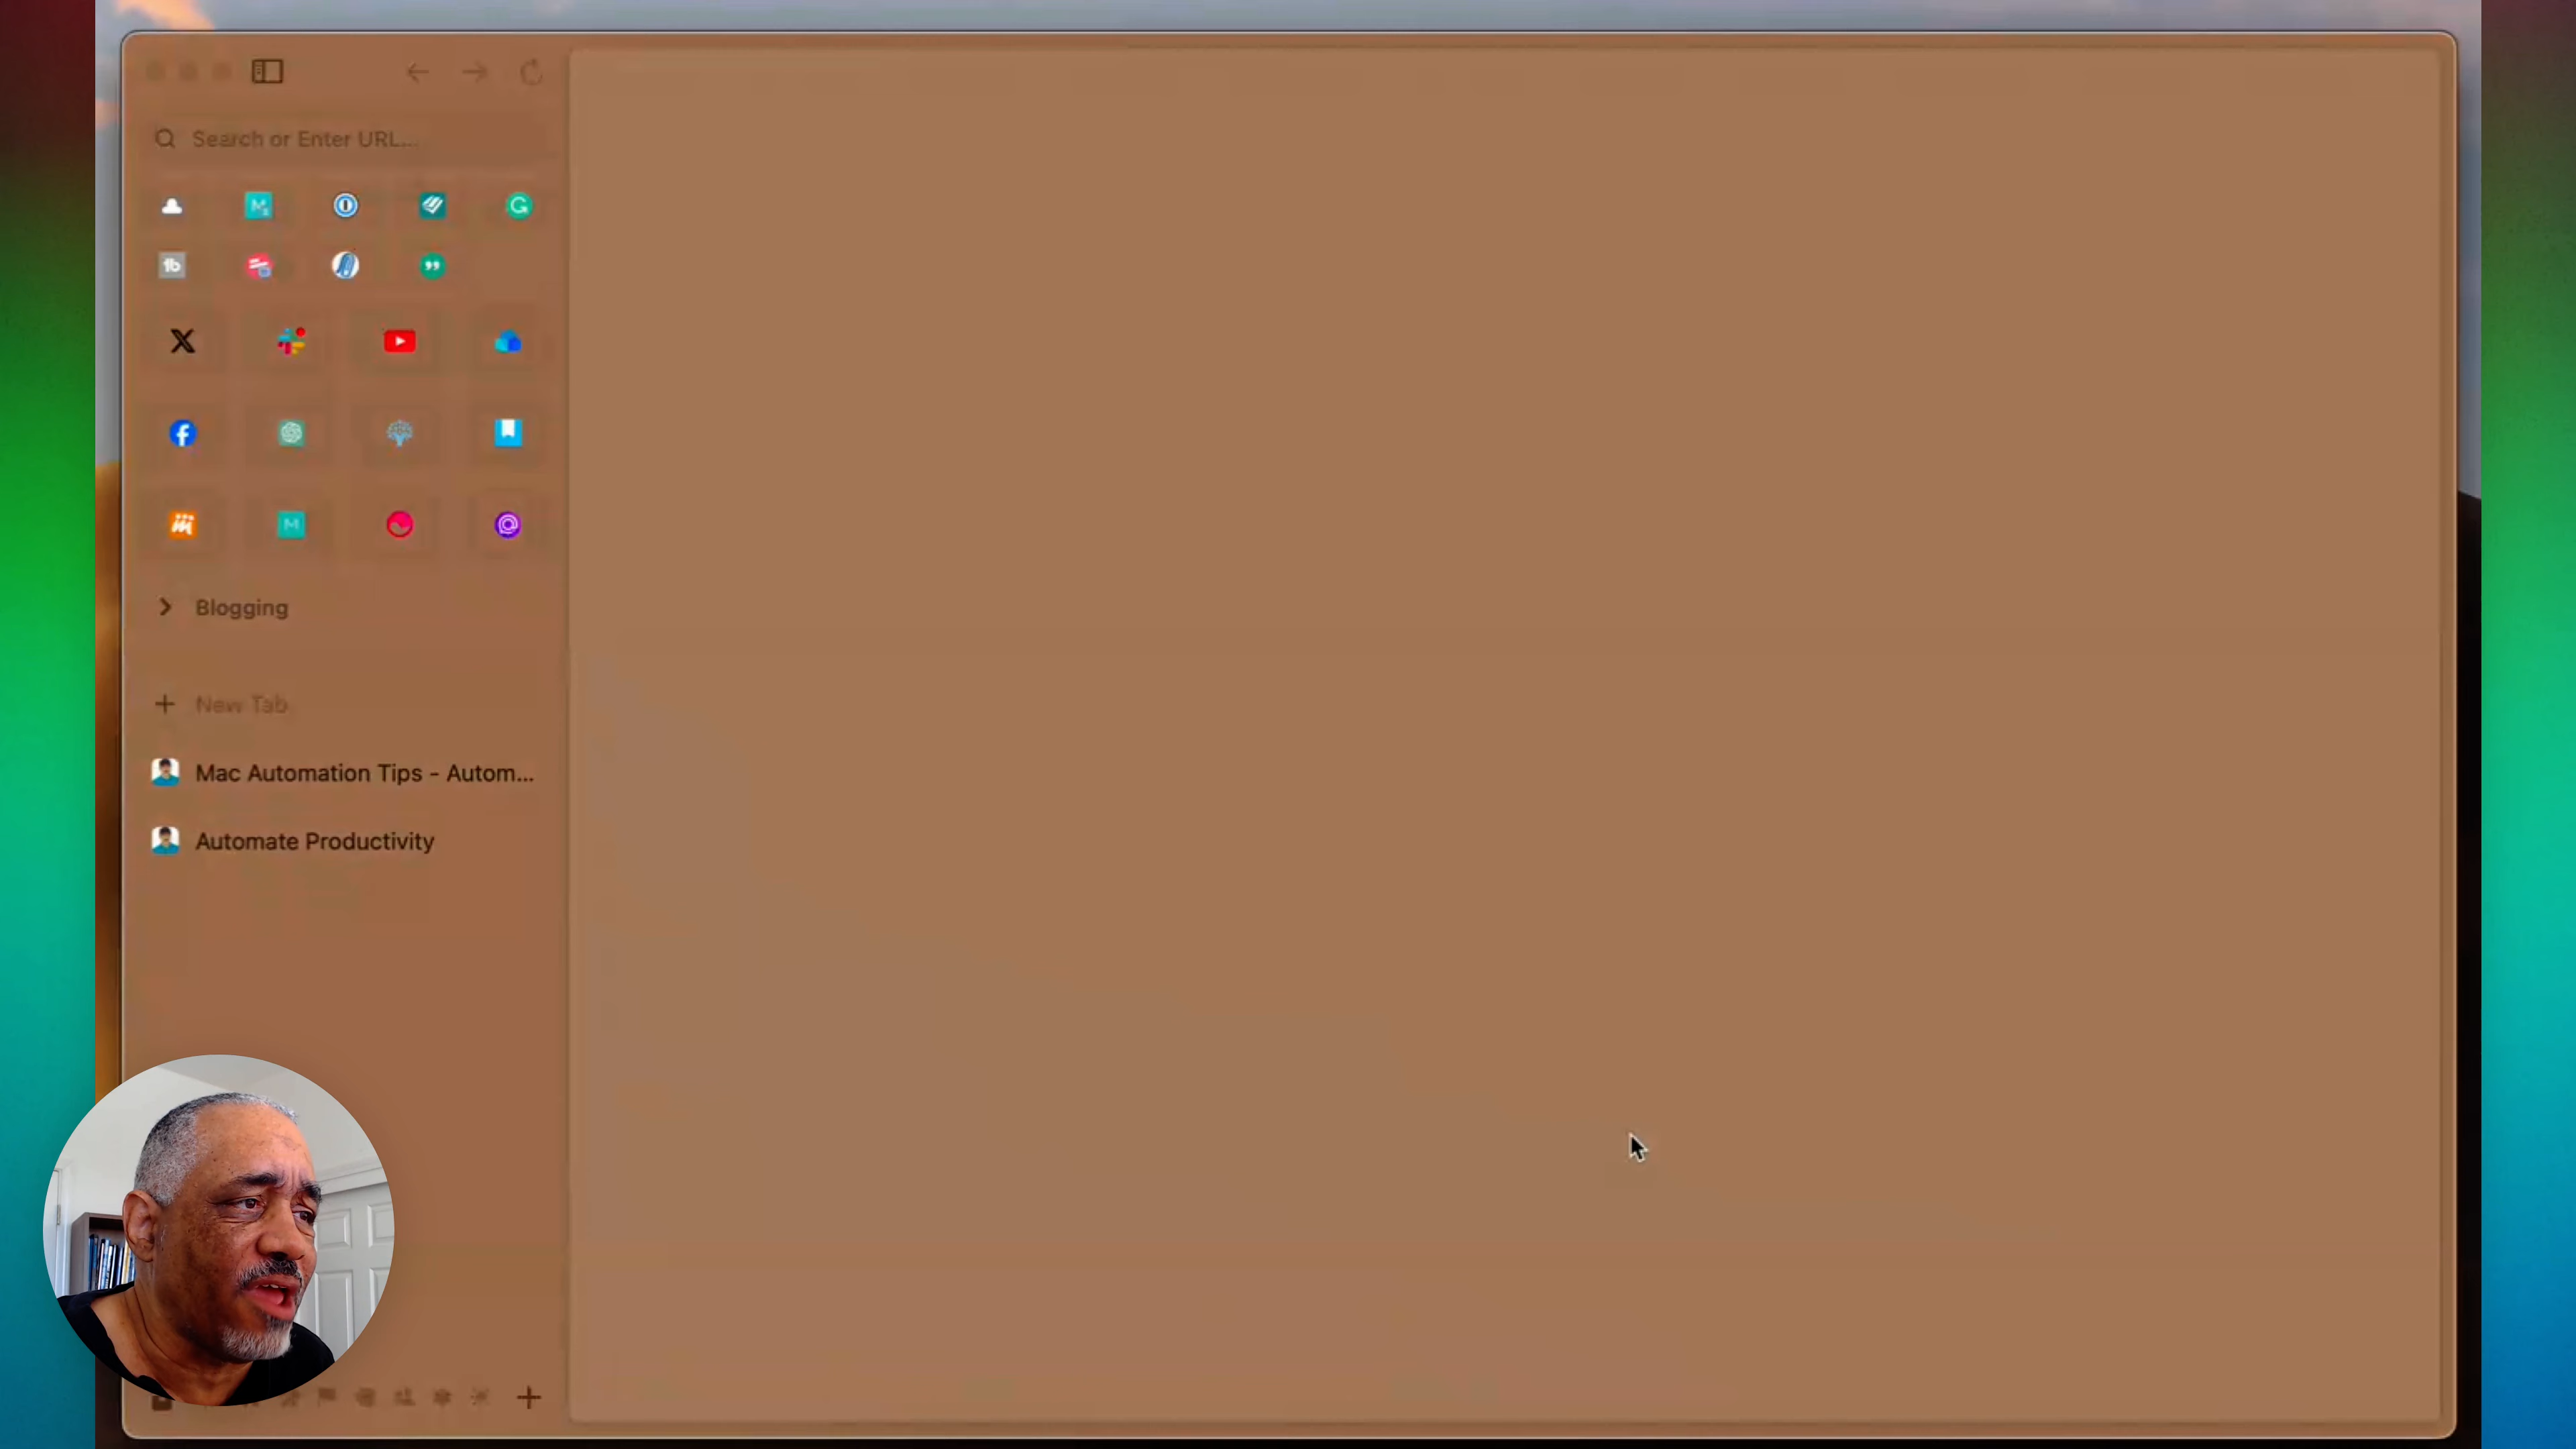 Search or Enter URL...
Blogging
New Tab
Mac Automation Tips - Autom...
Automate Productivity